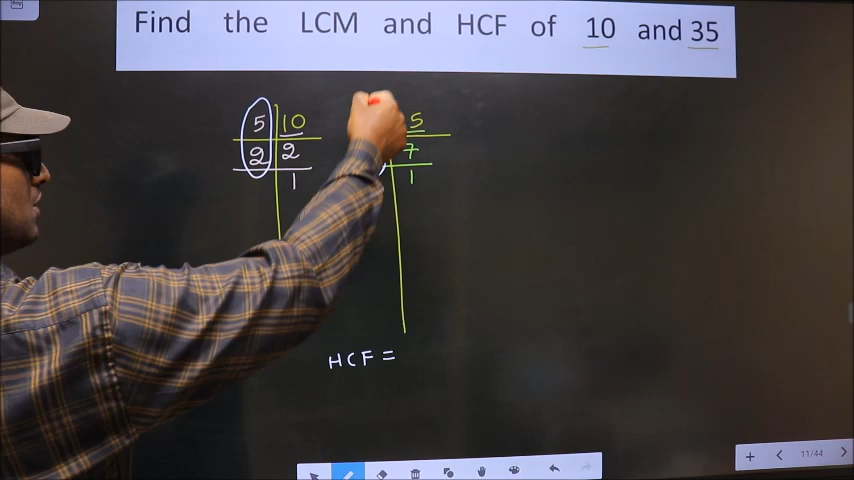 Find the LCM and HCF of 10 and 35
5 10 5
2 2 7
1 1
HCF =
11/44